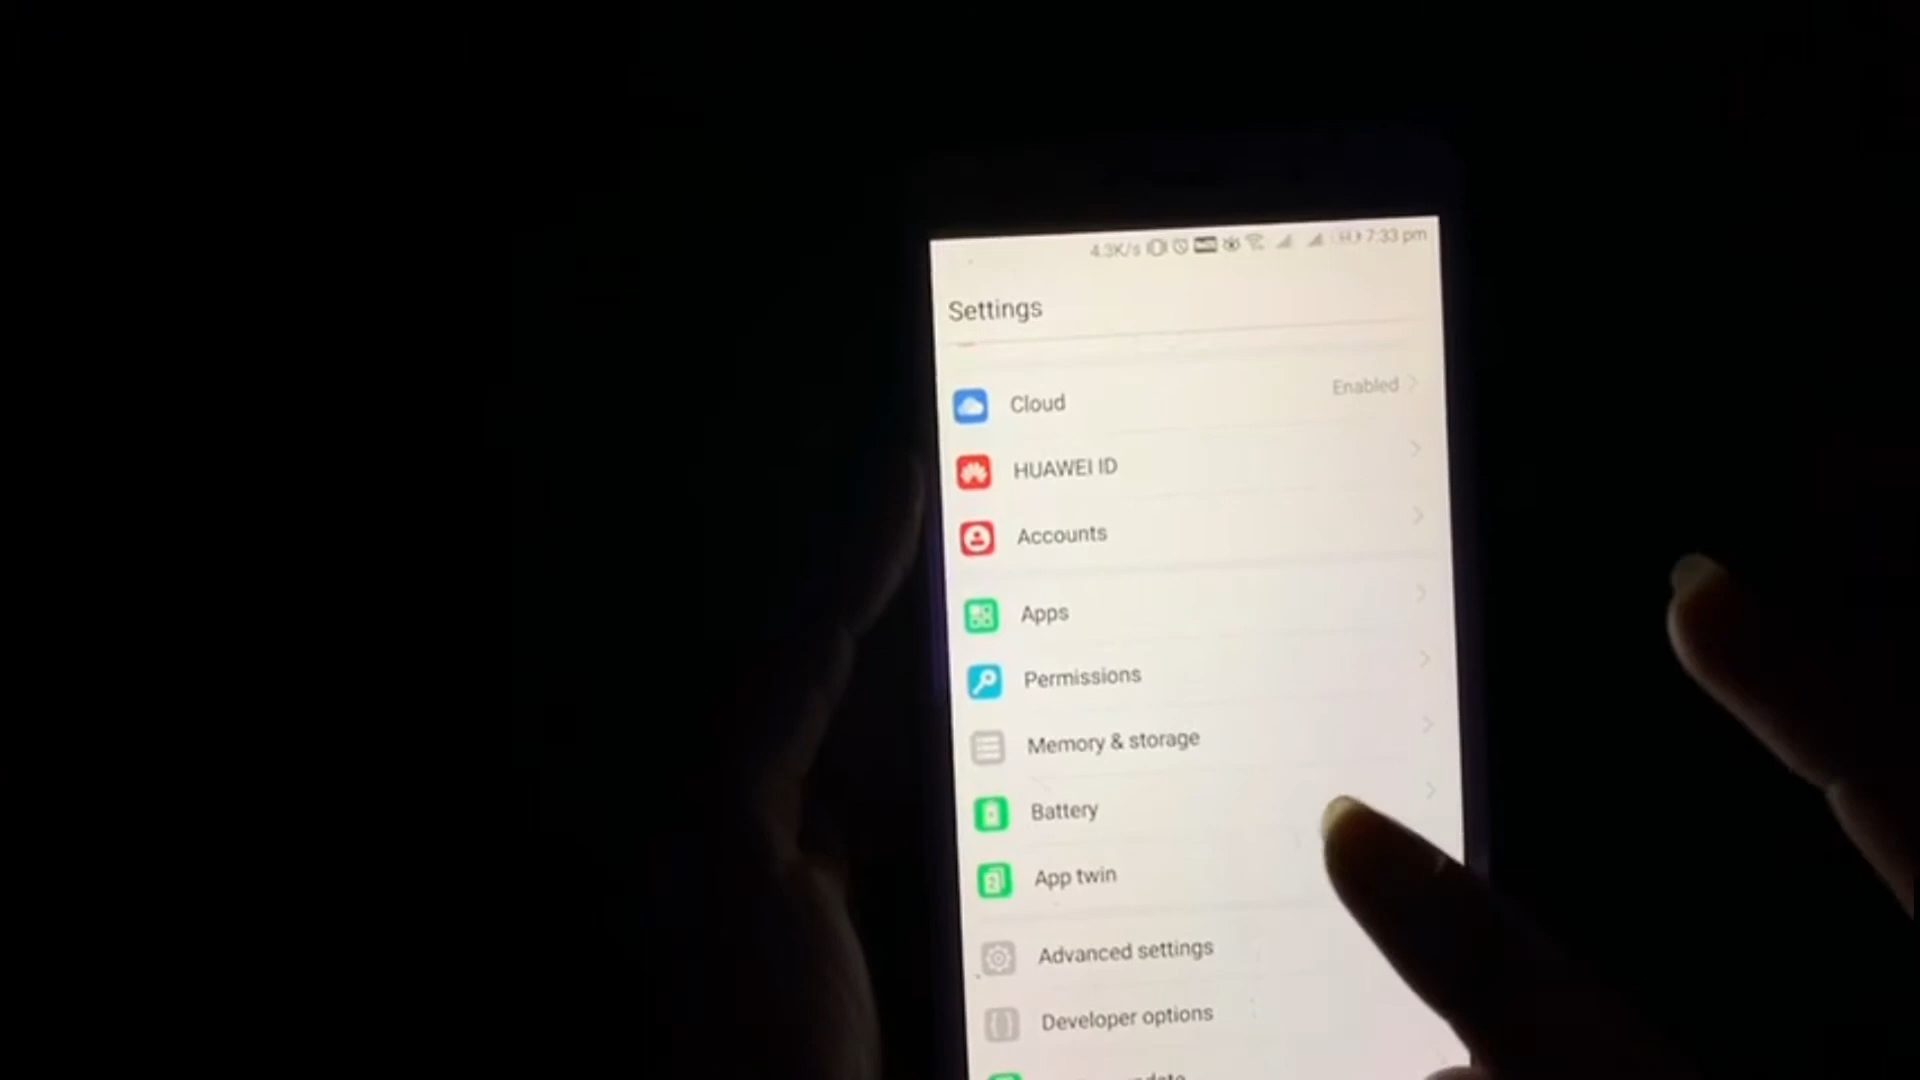 4.3K/s 7:33 pm
Settings
Cloud Enabled
HUAWEI ID
Accounts
Apps
Permissions
Memory & storage
Battery
App twin
Advanced settings
Developer options